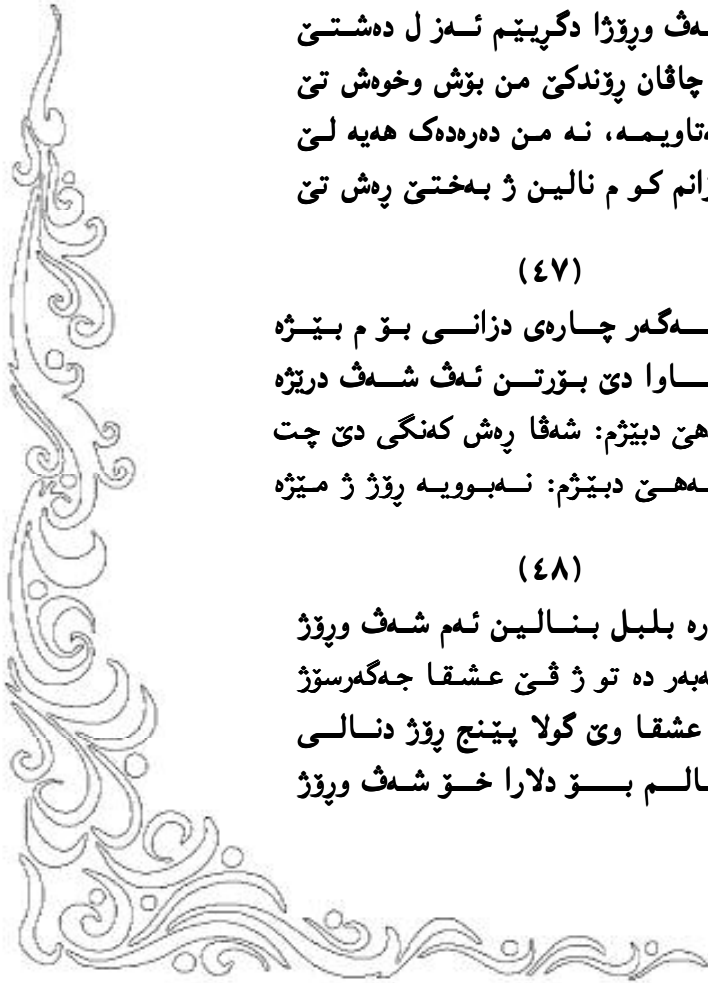 وڕۆژا دگریێم ئەز ل دەشتێ
چاڤان ڕۆندکێ من بۆش وخوەش تێ
نە من دەرەدەک هەیە لێ
کو م نالین ژ بەختێ ڕەش تێ
(٤٧)
چارەی دزانی بۆ م بێژە
دێ بۆرتن ئەڤ شەڤ درێژە
دبێژم: شەڤا ڕەش کەنگی دێ چت
دبێژم: نەبوویە ڕۆژ ژ مێژە
(٤٨)
بلبل بنالین ئەم شەڤ وڕۆژ
دە تو ژ ڤێ عشقا جەگەرسۆژ
عشقا وێ گولا پێنج ڕۆژ دنالی
بۆ دلارا خۆ شەڤ وڕۆژ